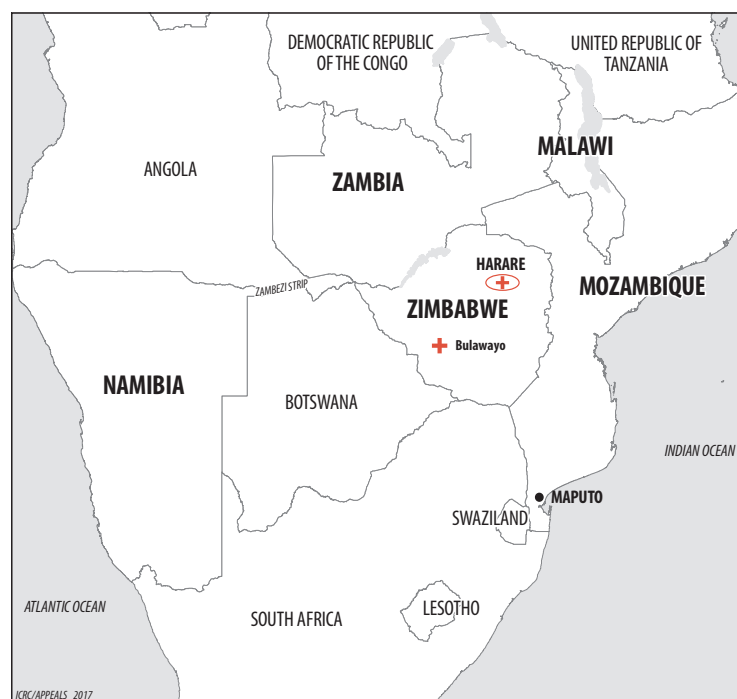 DEMOCRATIC REPUBLIC
OF THE CONGO
UNITED REPUBLIC OF
TANZANIA
MALAWI
ANGOLA
ZAMBIA
HARARE
MOZAMBIQUE
ZAMBEZI STRIP
ZIMBABWE
Bulawayo
NAMIBIA
BOTSWANA
INDIAN OCEAN
MAPUTO
SWAZILAND
ATLANTIC OCEAN
SOUTH AFRICA
LESOTHO
ICRC/APPEALS 2017